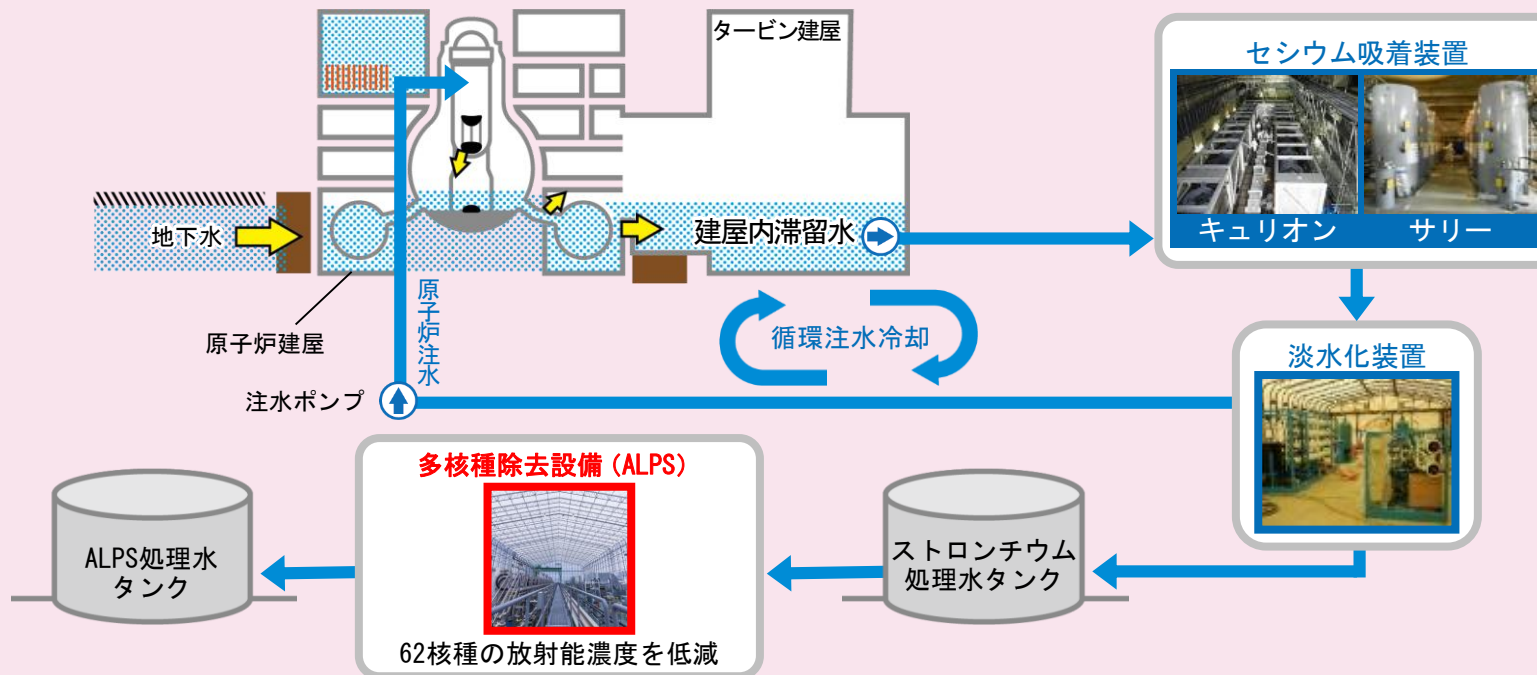 タービン建屋
セシウム吸着装置
キュリオン
サリー
地下水
建屋内滞留水
原子炉建屋
原子炉注水
循環注水冷却
注水ポンプ
淡水化装置
多核種除去設備(ALPS)
62核種の放射能濃度を低減
ALPS処理水
タンク
ストロンチウム
処理水タンク